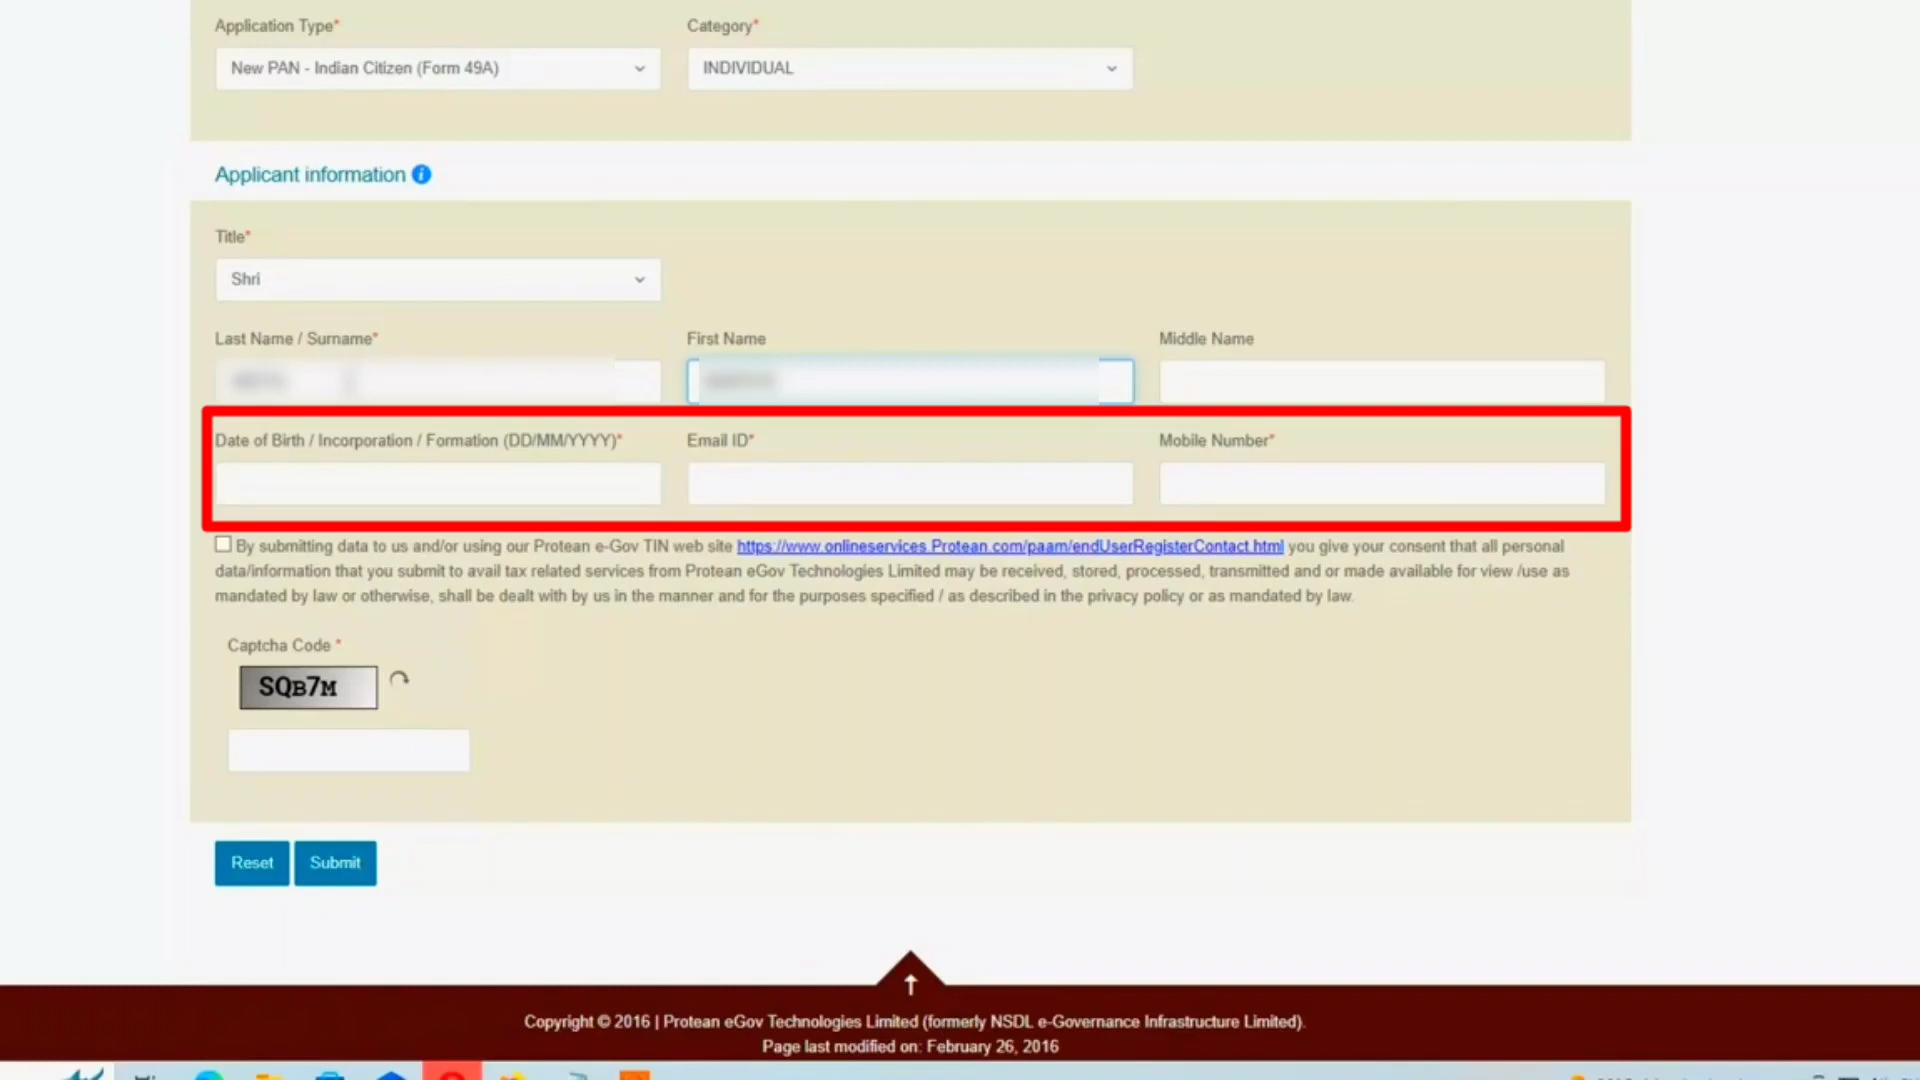 Application Type*
Category*
New PAN - Indian Citizen (Form 49A)
INDIVIDUAL
Applicant information
Title*
Shri
Last Name / Surname*
First Name
Middle Name
Date of Birth / Incorporation / Formation (DD/MM/YYYY)*
Email ID*
Mobile Number*
By submitting data to us and/or using our Protean e-Gov TIN web site https://www.onlineservices.Protean.com/paam/endUserRegisterContact.html you give your consent that all personal
data/information that you submit to avail tax related services from Protean eGov Technologies Limited may be received, stored, processed, transmitted and or made available for view /use as
mandated by law or otherwise, shall be dealt with by us in the manner and for the purposes specified / as described in the privacy policy or as mandated by law.
Captcha Code *
SQB7M
Reset
Submit
Copyright © 2016 | Protean eGov Technologies Limited (formerly NSDL e-Governance Infrastructure Limited).
Page last modified on: February 26, 2016